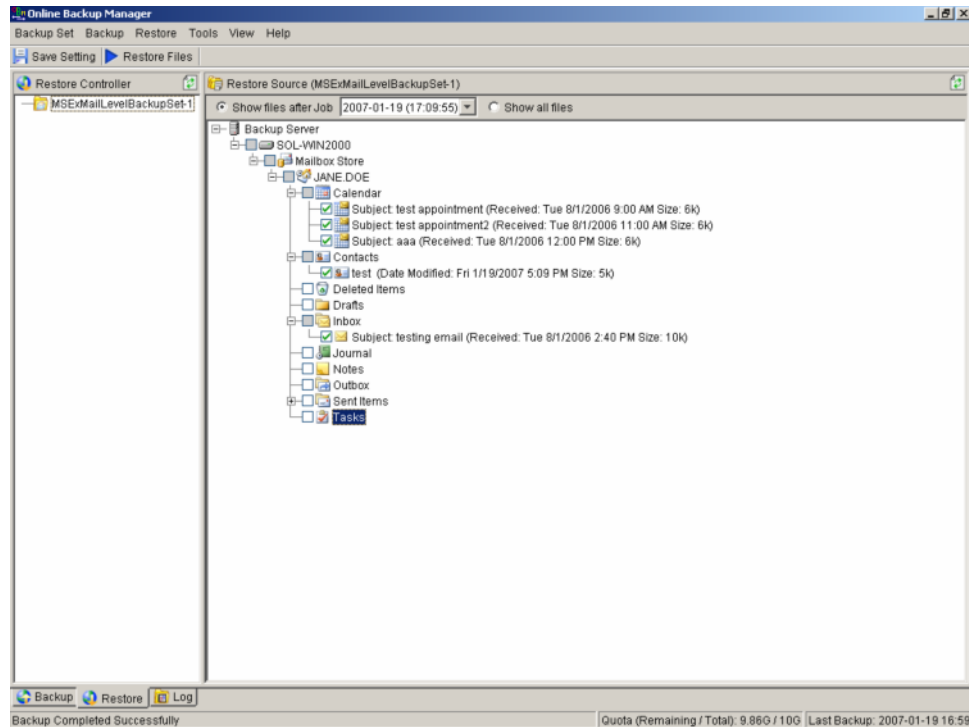 Online Backup Manager
Backup Set Backup Restore Tools View Help
Save Setting Restore Files
Restore Controller
MSExMailLevelBackupSet-1
Restore Source (MSExMailLevelBackupSet-1)
Show files after Job 2007-01-19 (17:09:55) Show all files
Backup Server
SOL-WIN2000
Mailbox Store
JANE.DOE
Calendar
Subject: test appointment (Received: Tue 8/1/2006 9:00 AM Size: 6k)
Subject: test appointment2 (Received: Tue 8/1/2006 11:00 AM Size: 6k)
Subject: aaa (Received: Tue 8/1/2006 12:00 PM Size: 6k)
Contacts
test (Date Modified: Fri 1/19/2007 5:09 PM Size: 5k)
Deleted Items
Drafts
Inbox
Subject: testing email (Received: Tue 8/1/2006 2:40 PM Size: 10k)
Journal
Notes
Outbox
Sent Items
Tasks
Backup Restore Log
Backup Completed Successfully
Quota (Remaining / Total): 9.86G / 10G Last Backup: 2007-01-19 16:59